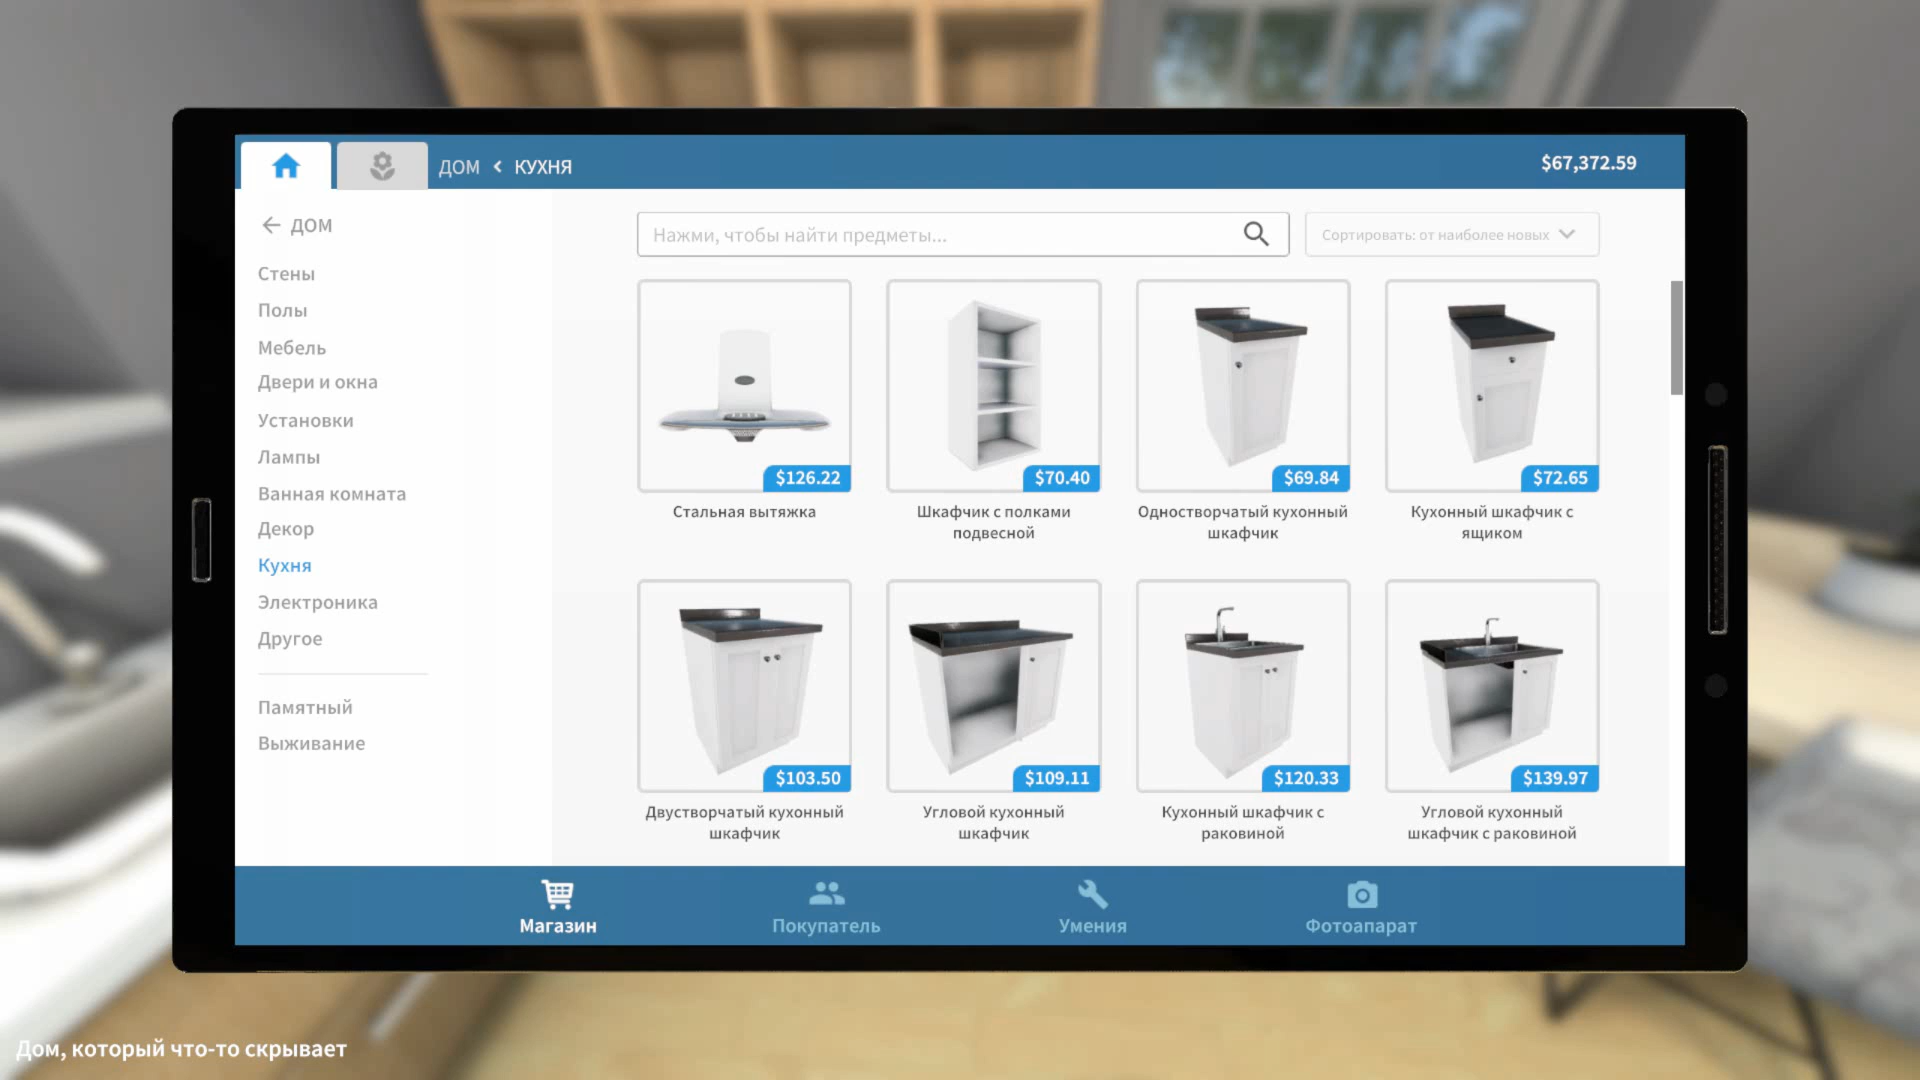 ДОМ < КУХНЯ
$67,372.59
ДОМ
Стены
Полы
Мебель
Двери и окна
Установки
Лампы
Ванная комната
Декор
Кухня
Электроника
Другое
Памятный
Выживание
Нажми, чтобы найти предметы...
Сортировать: от наиболее новых
$126.22
$70.40
$69.84
$72.65
Стальная вытяжка
Шкафчик с полками
подвесной
Одностворчатый кухонный
шкафчик
Кухонный шкафчик с
ящиком
$103.50
$109.11
$120.33
$139.97
Двустворчатый кухонный
шкафчик
Угловой кухонный
шкафчик
Кухонный шкафчик с
раковиной
Угловой кухонный
шкафчик с раковиной
Магазин
Покупатель
Умения
Фотоапарат
Дом, который что-то скрывает